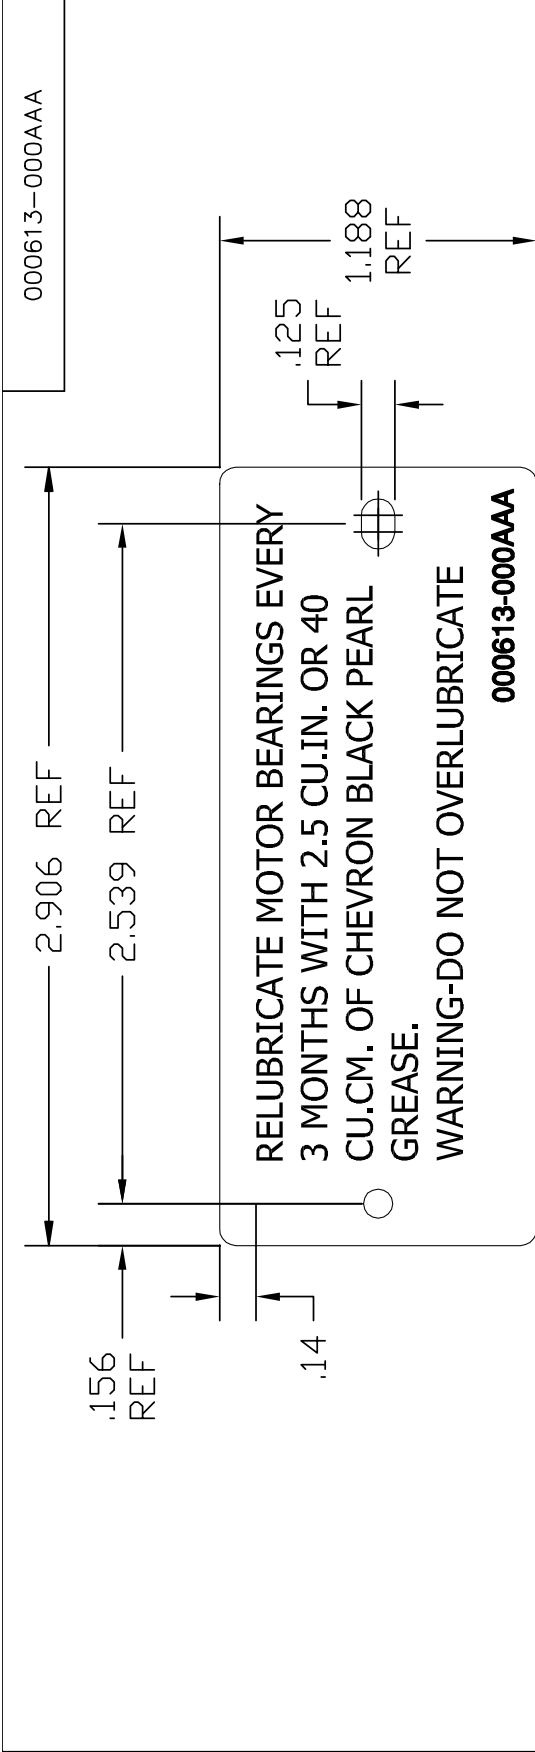 000613-000AAA
2.906 REF
2.539 REF
.156
REF
.14
.125
REF
1.188
REF
RELUBRICATE MOTOR BEARINGS EVERY
3 MONTHS WITH 2.5 CU.IN. OR 40
CU.CM. OF CHEVRON BLACK PEARL
GREASE.
WARNING-DO NOT OVERLUBRICATE
000613-000AAA